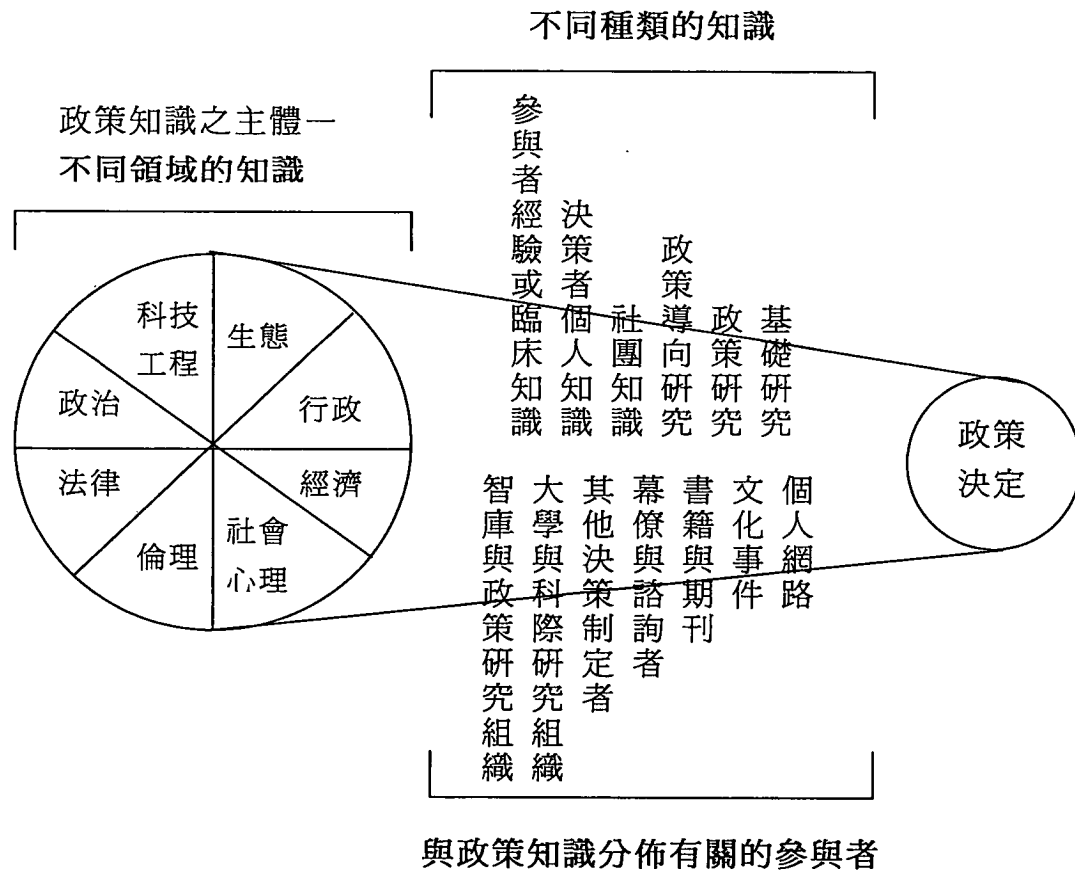 不同種類的知識
政策知識之主體一
不同領域的知識
參與者經驗或臨床知識
決策者個人知識
社團知識
政策導向研究
政策研究
基礎研究
科技
工程
生態
行政
經濟
社會
心理
倫理
法律
政治
政策
決定
智庫與政策研究組織
大學與科際研究組織
其他決策制定者
幕僚與諮詢者
書籍與期刊
文化事件
個人網路
與政策知識分佈有關的參與者